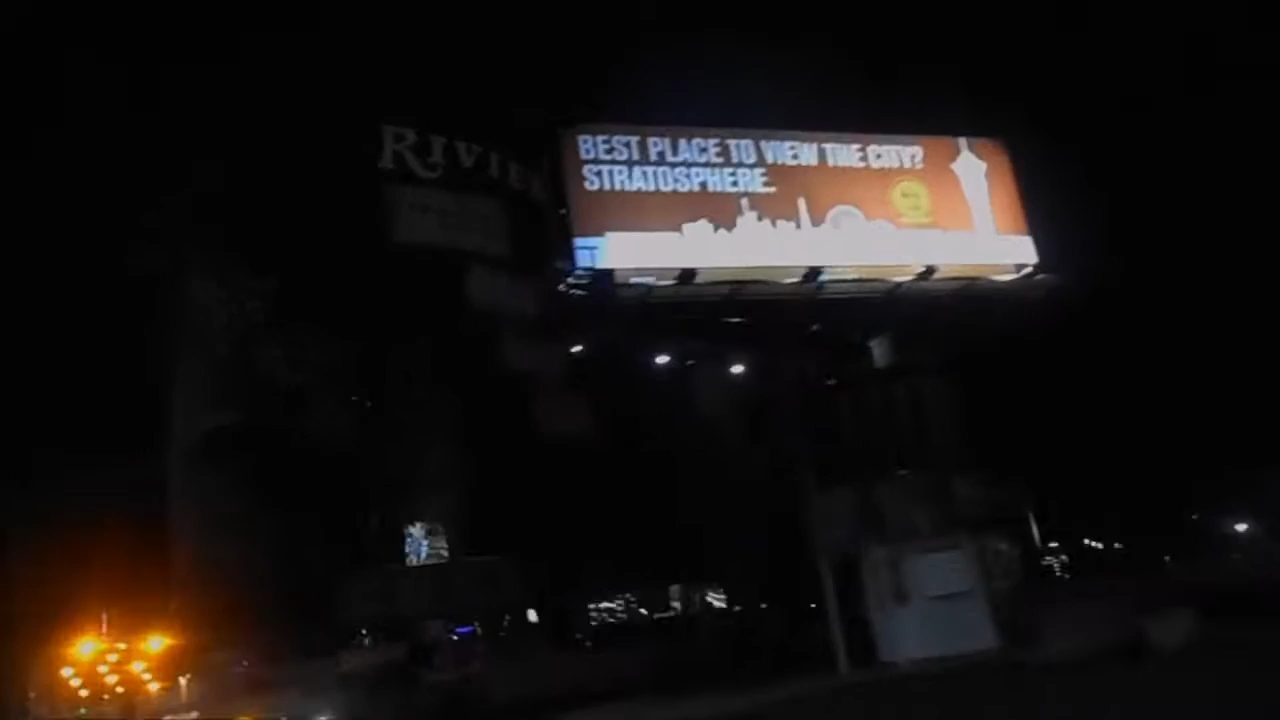 RIVIE
BEST PLACE TO VIEW THE CITY?
STRATOSPHERE.